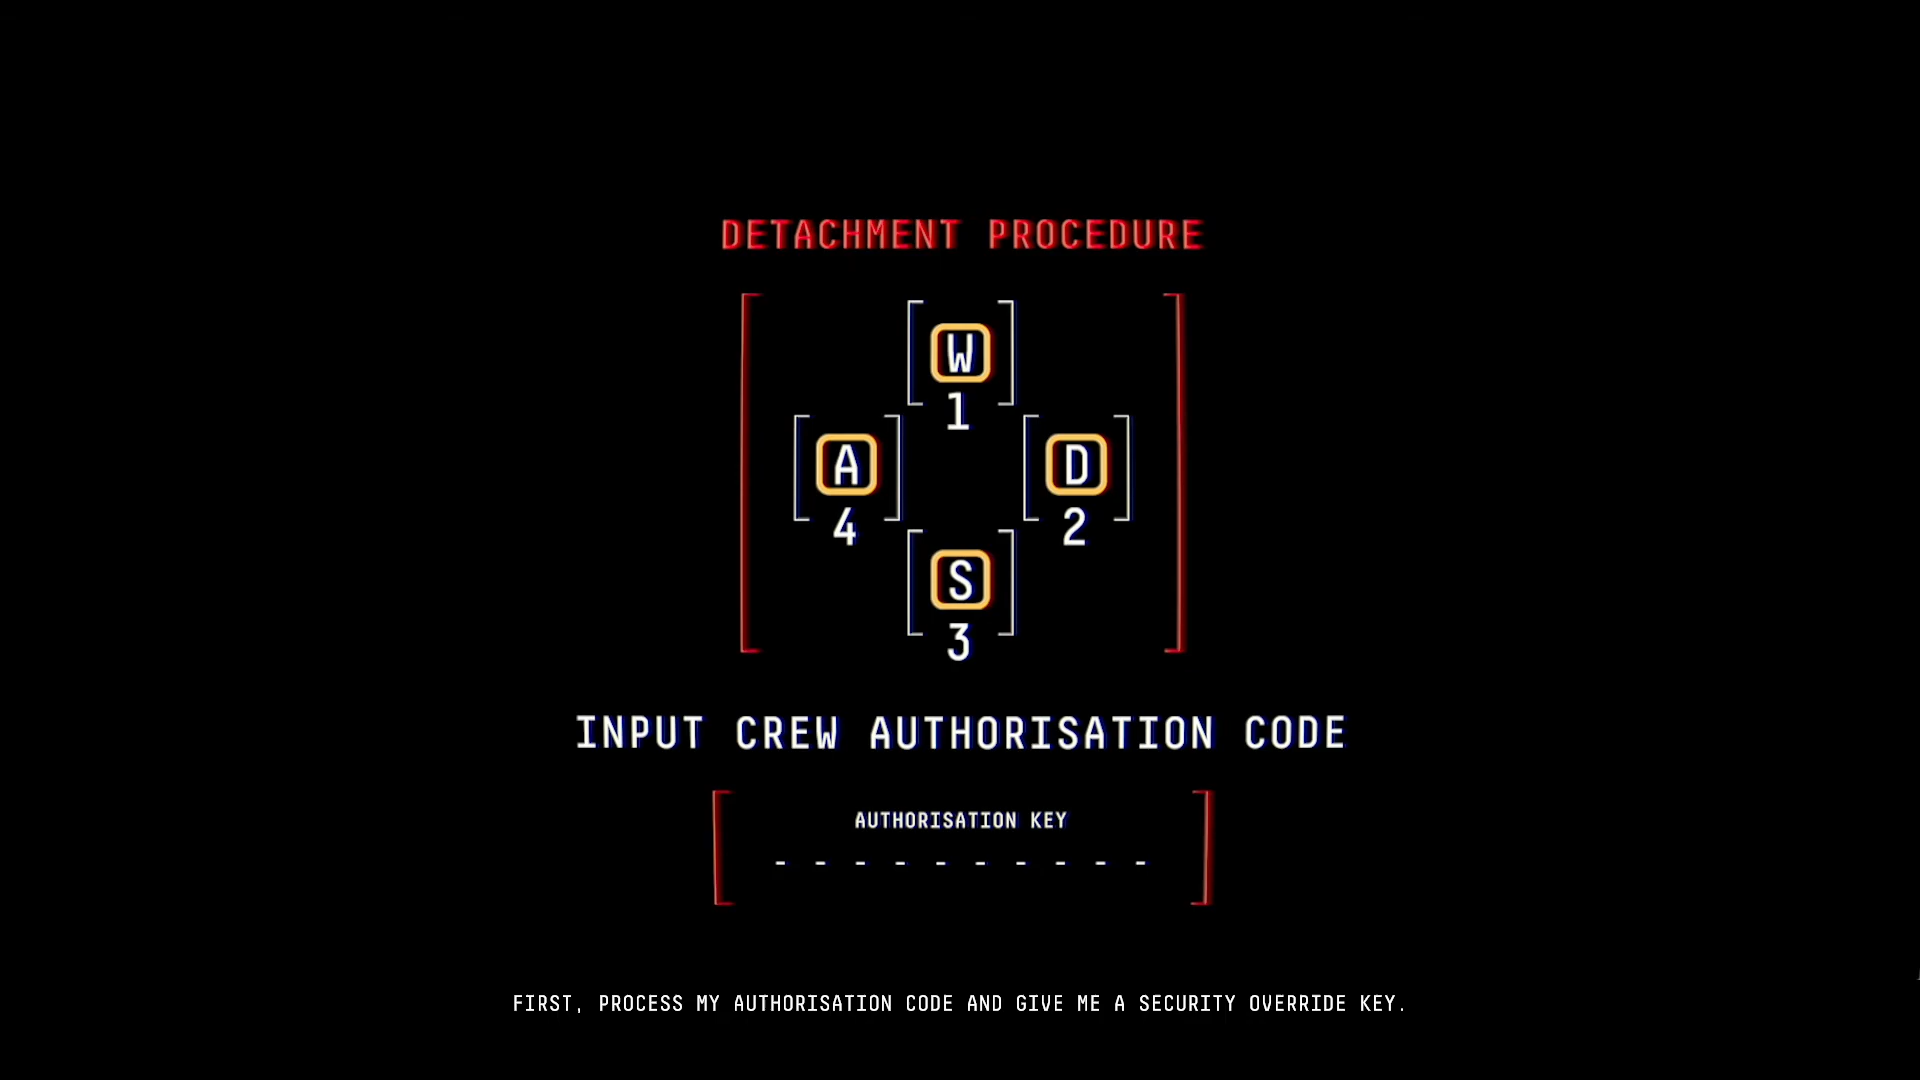 DETACHMENT PROCEDURE
W
1
A D
4 2
S
3
INPUT CREW AUTHORISATION CODE
AUTHORISATION KEY
- - - - - - - - - -
FIRST, PROCESS MY AUTHORISATION CODE AND GIVE ME A SECURITY OVERRIDE KEY.